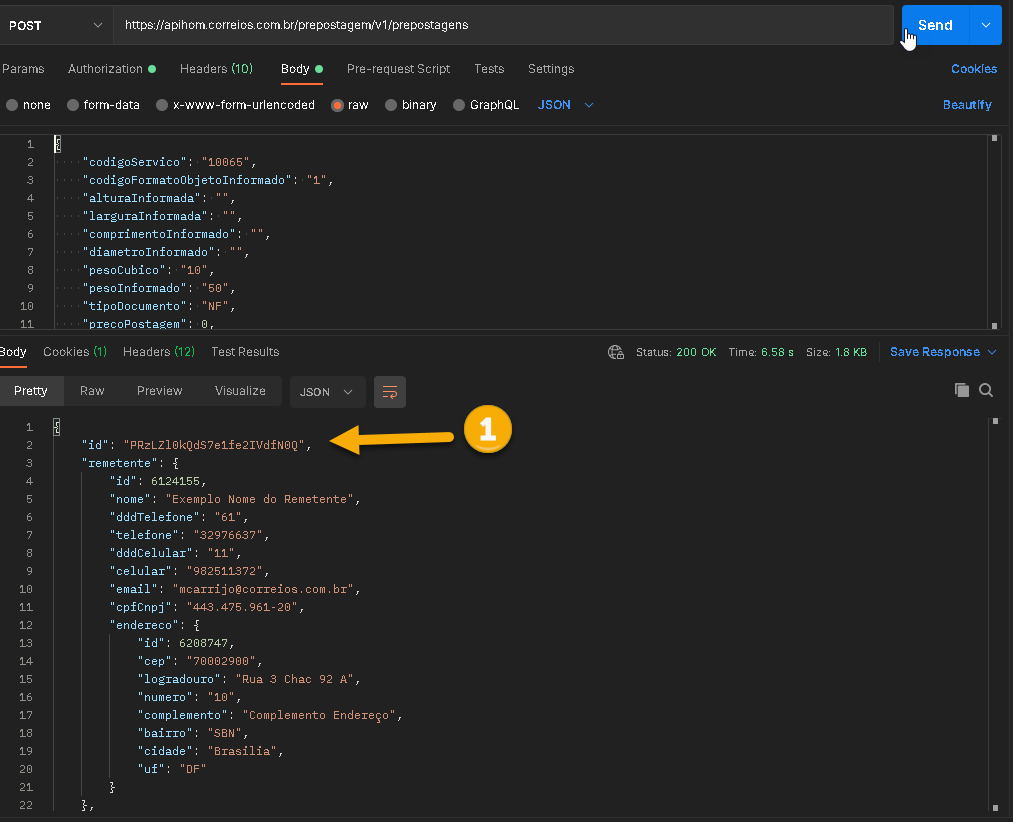 POST https://apihom.correios.com.br/prepostagem/v1/prepostagens Send
Params Authorization Headers (10) Body Pre-request Script Tests Settings Cookies
none form-data x-www-form-urlencoded raw binary GraphQL JSON Beautify
1 {
2 "codigoServico": "10065",
3 "codigoFormatoObjetoInformado": "1",
4 "alturaInformada": "",
5 "larguraInformada": "",
6 "comprimentoInformado": "",
7 "diametroInformado": "",
8 "pesoCubico": "10",
9 "pesoInformado": "50",
10 "tipoDocumento": "NF",
11 "precoPostagem": 0,
Body Cookies (1) Headers (12) Test Results Status: 200 OK Time: 6.58 s Size: 1.8 KB Save Response
Pretty Raw Preview Visualize JSON
1 {
2 "id": "PRzLZl0kQdS7e1fe2IVdfN0Q", 1
3 "remetente": {
4 "id": 6124155,
5 "nome": "Exemplo Nome do Remetente",
6 "dddTelefone": "61",
7 "telefone": "32976637",
8 "dddCelular": "11",
9 "celular": "982511372",
10 "email": "mcarrijo@correios.com.br",
11 "cpfCnpj": "443.475.961-20",
12 "endereco": {
13 "id": 6208747,
14 "cep": "70002900",
15 "logradouro": "Rua 3 Chac 92 A",
16 "numero": "10",
17 "complemento": "Complemento Endereço",
18 "bairro": "SBN",
19 "cidade": "Brasilia",
20 "uf": "DF"
21 }
22 },